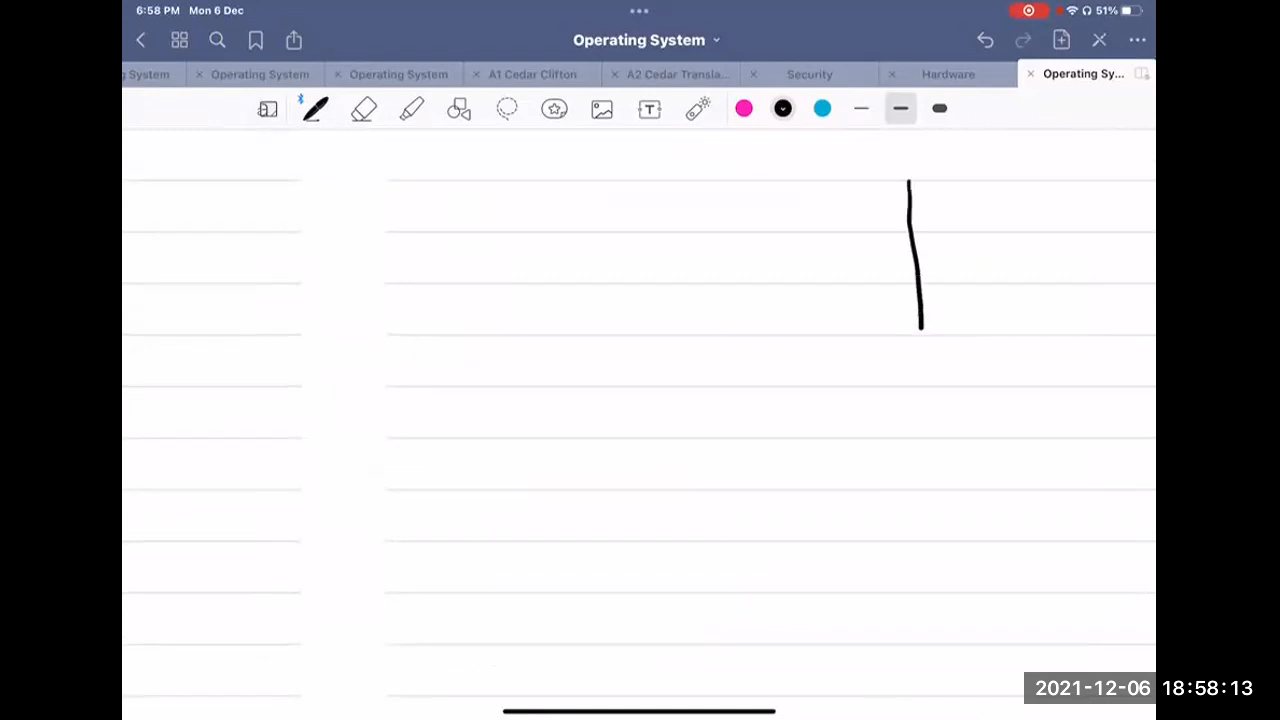 6:58 PM Mon 6 Dec
51%
Operating System
g System
Operating System
Operating System
A1 Cedar Clifton
A2 Cedar Transla...
Security
Hardware
Operating Sy...
T
2021-12-06 18:58:13